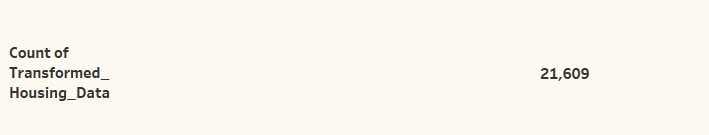 Count of
Transformed_
Housing_Data
21,609